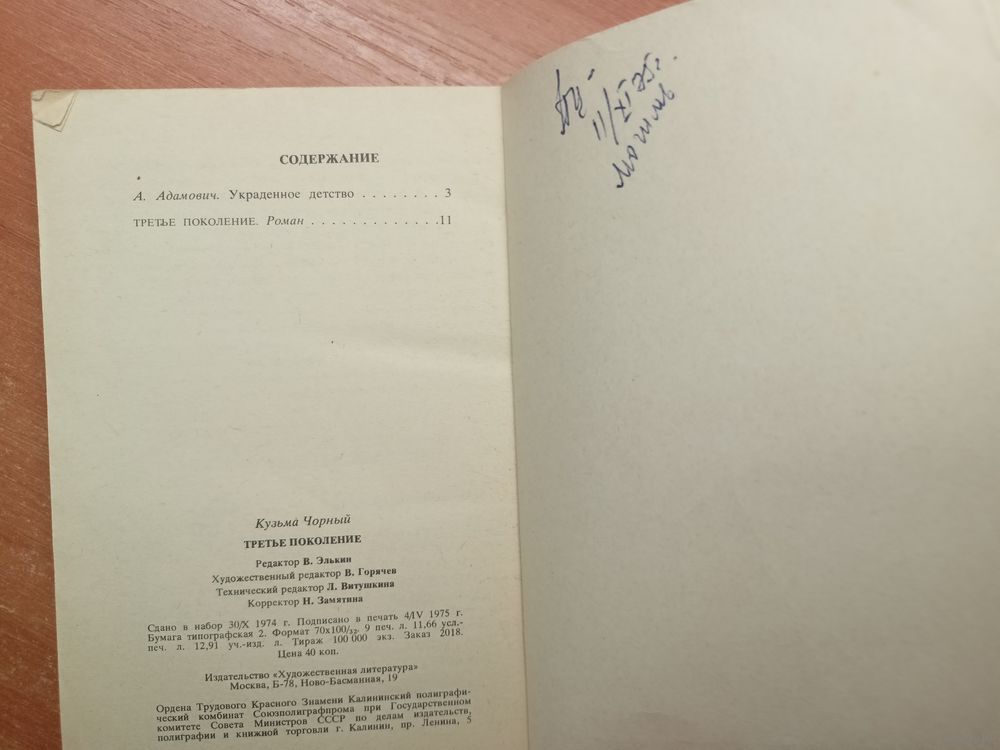 СОДЕРЖАНИЕ
А. Адамович. Украденное детство . . . . . . . . 3
ТРЕТЬЕ ПОКОЛЕНИЕ. Роман . . . . . . . . . . . . .11
Кузьма Чорный
ТРЕТЬЕ ПОКОЛЕНИЕ
Редактор В. Элькин
Художественный редактор В. Горячев
Технический редактор Л. Витушкина
Корректор Н. Замятина
Сдано в набор 30/X 1974 г. Подписано в печать 4/IV 1975 г.
Бумага типографская 2. Формат 70x100/32. 9 печ. л. 11,66 усл.-
печ. л. 12,91 уч.-изд. л. Тираж 100 000 экз. Заказ 2018.
Цена 40 коп.
Издательство «Художественная литература»
Москва, Б-78, Ново-Басманная, 19
Ордена Трудового Красного Знамени Калининский полиграфи-
ческий комбинат Союзполиграфпрома при Государственном
комитете Совета Министров СССР по делам издательств,
полиграфии и книжной торговли г. Калинин, пр. Ленина, 5
11/XI 75г.